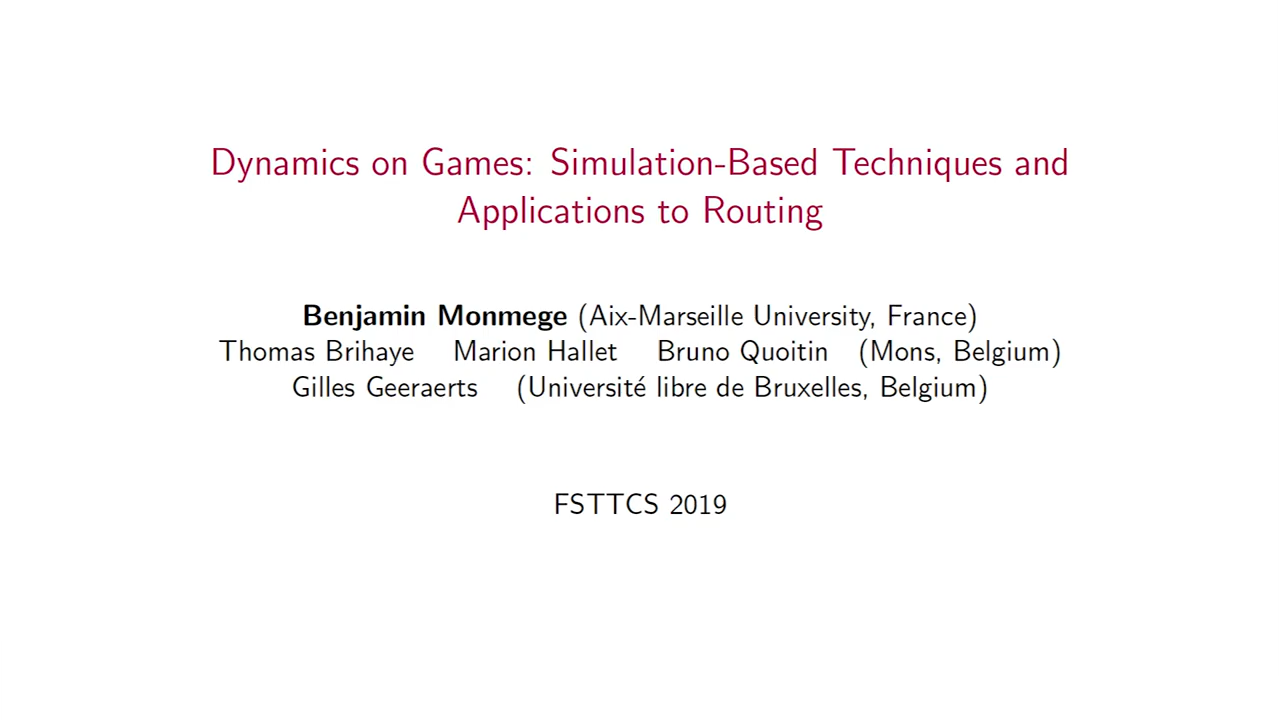 Dynamics on Games: Simulation-Based Techniques and
Applications to Routing
Benjamin Monmege (Aix-Marseille University, France)
Thomas Brihaye Marion Hallet Bruno Quoitin (Mons, Belgium)
Gilles Geeraerts (Université libre de Bruxelles, Belgium)
FSTTCS 2019